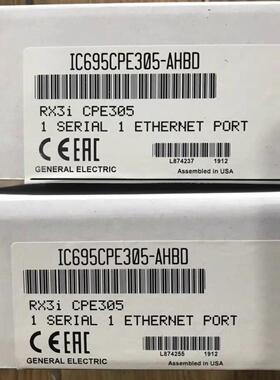 IC695CPE305-AHBD
RX3i CPE305
1 SERIAL 1 ETHERNET PORT
CE EAC
L874237 1912
GENERAL ELECTRIC Assembled in USA
IC695CPE305-AHBD
RX3i CPE305
1 SERIAL 1 ETHERNET PORT
CE EAC
L874255 1912
GENERAL ELECTRIC Assembled in USA